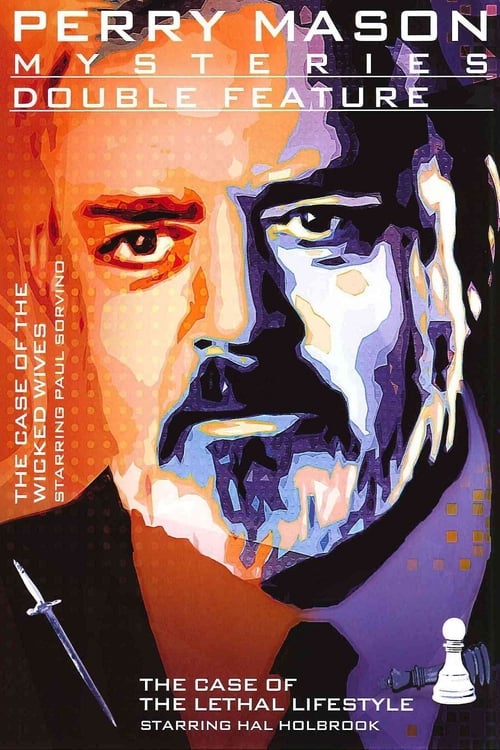 PERRY MASON
MYSTERIES
DOUBLE FEATURE
THE CASE OF THE
WICKED WIVES
STARRING PAUL SORVINO
THE CASE OF
THE LETHAL LIFESTYLE
STARRING HAL HOLBROOK